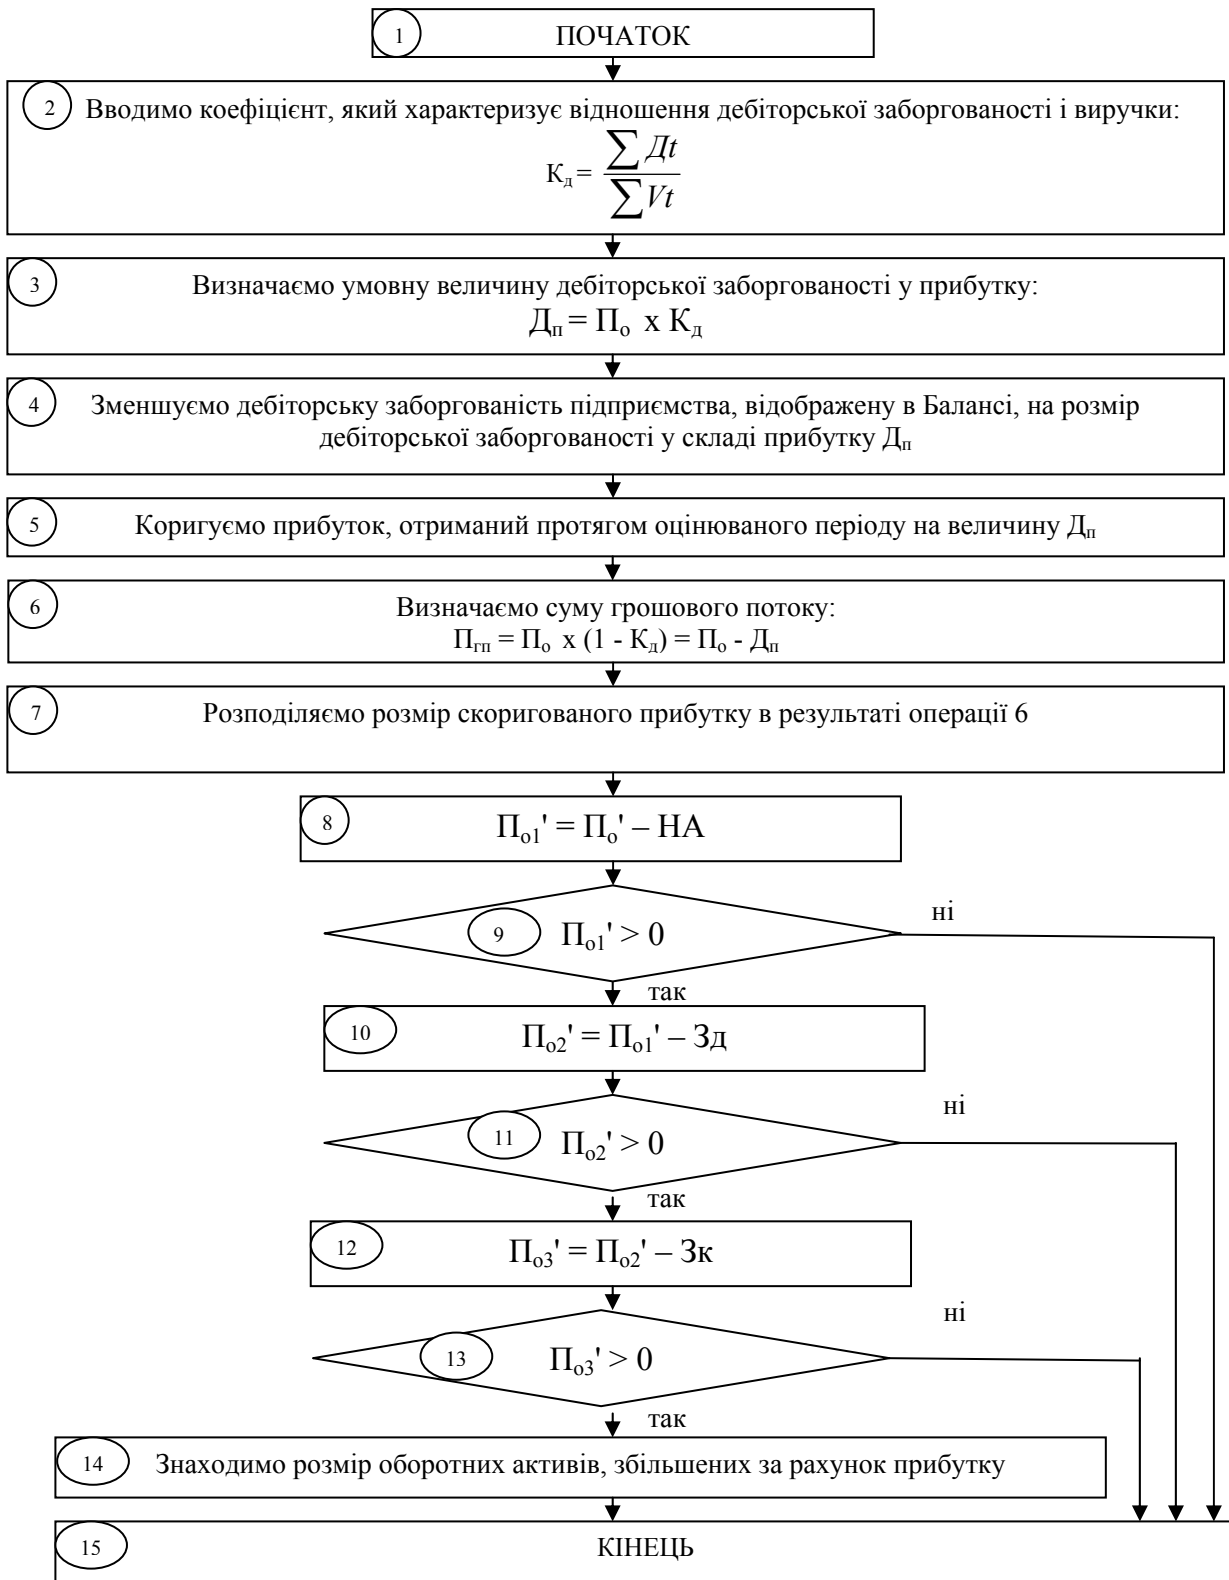 1 ПОЧАТОК
2 Вводимо коефіцієнт, який характеризує відношення дебіторської заборгованості і виручки:
Кд = ∑Дt / ∑Vt
3 Визначаємо умовну величину дебіторської заборгованості у прибутку:
Дп = По х Кд
4 Зменшуємо дебіторську заборгованість підприємства, відображену в Балансі, на розмір
дебіторської заборгованості у складі прибутку Дп
5 Коригуємо прибуток, отриманий протягом оцінюваного періоду на величину Дп
6 Визначаємо суму грошового потоку:
Пгп = По х (1 - Кд) = По - Дп
7 Розподіляємо розмір скоригованого прибутку в результаті операції 6
8 По1' = По' – НА
9 По1' > 0
ні
так
10 По2' = По1' – Зд
11 По2' > 0
ні
так
12 По3' = По2' – Зк
13 По3' > 0
ні
так
14 Знаходимо розмір оборотних активів, збільшених за рахунок прибутку
15 КІНЕЦЬ